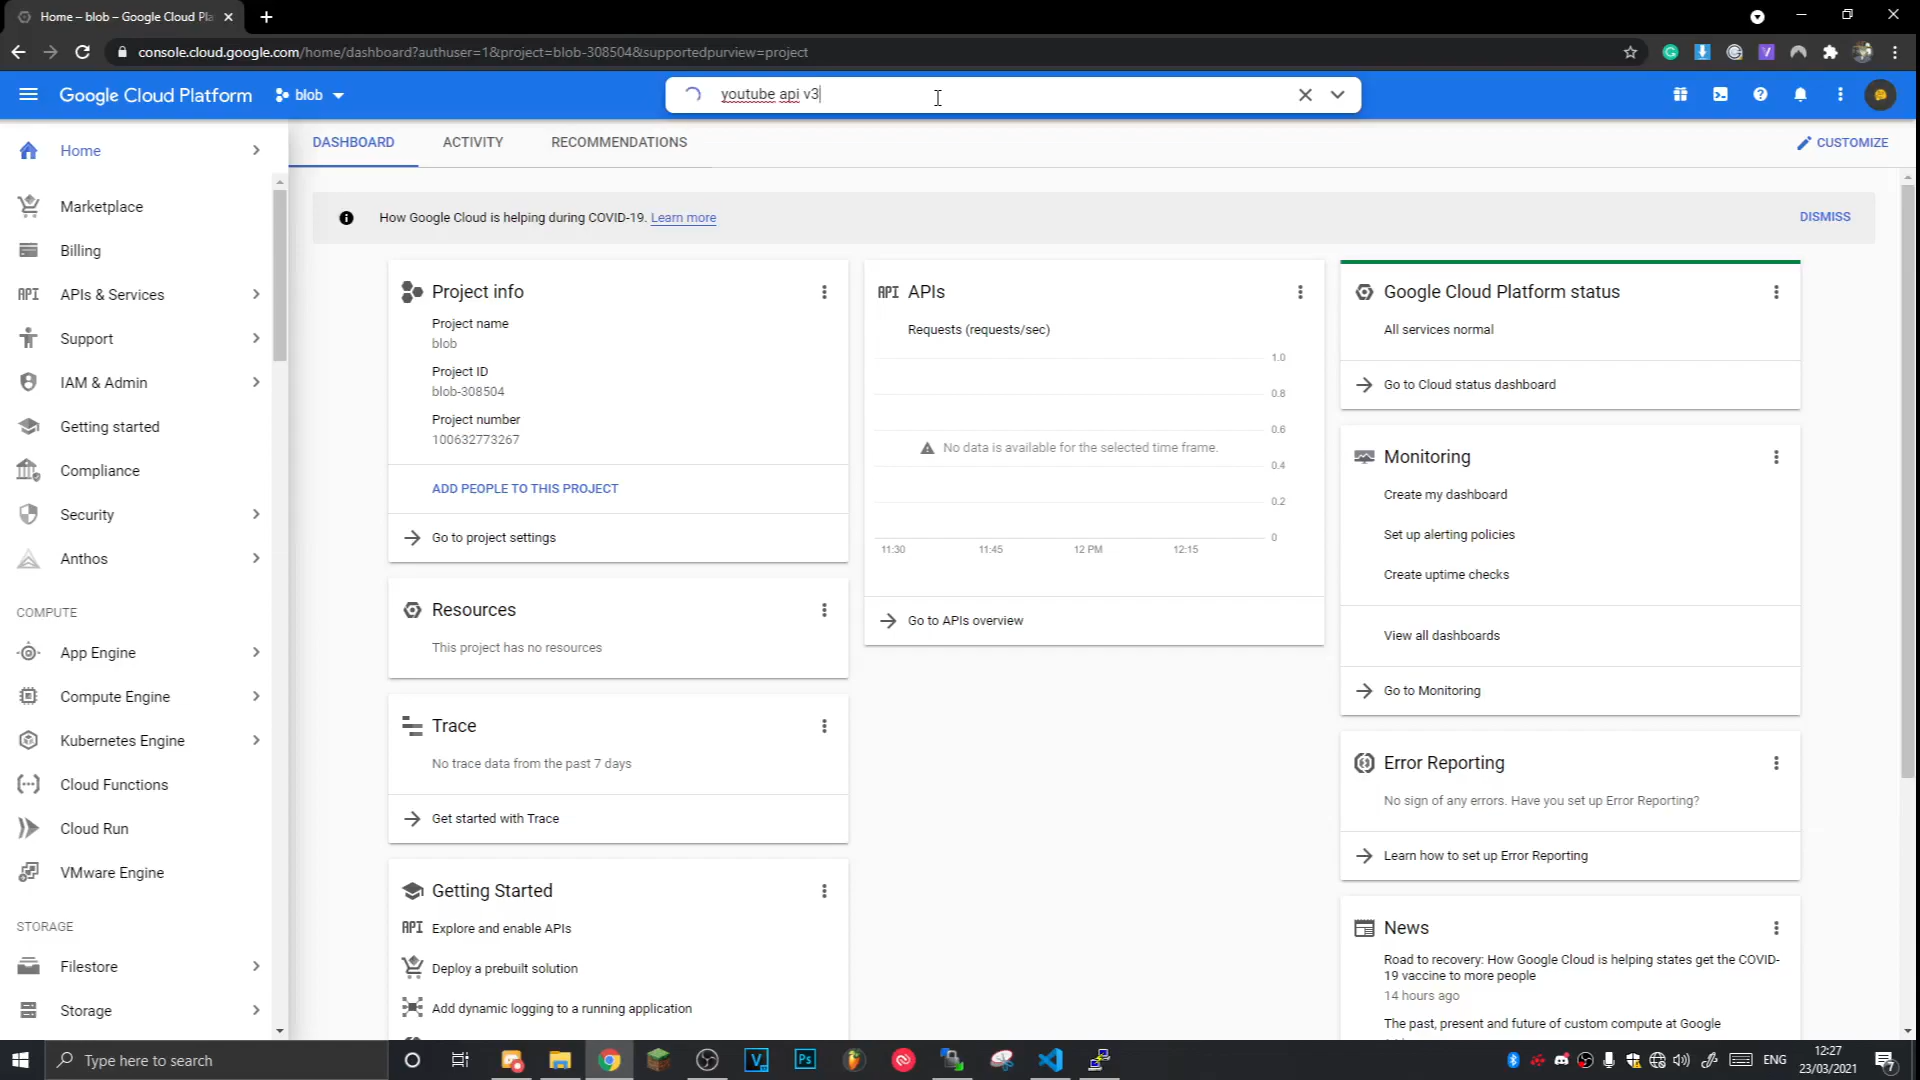 Home – blob – Google Cloud Pla
console.cloud.google.com/home/dashboard?authuser=1&project=blob-308504&supportedpurview=project
Google Cloud Platform
blob
youtube api v3
Home
DASHBOARD
ACTIVITY
RECOMMENDATIONS
CUSTOMIZE
How Google Cloud is helping during COVID-19. Learn more
DISMISS
Marketplace
Billing
API
APIs & Services
Support
IAM & Admin
Getting started
Compliance
Security
Anthos
COMPUTE
App Engine
Compute Engine
Kubernetes Engine
Cloud Functions
Cloud Run
VMware Engine
STORAGE
Filestore
Storage
Project info
Project name
blob
Project ID
blob-308504
Project number
100632773267
ADD PEOPLE TO THIS PROJECT
Go to project settings
Resources
This project has no resources
Trace
No trace data from the past 7 days
Get started with Trace
Getting Started
API
Explore and enable APIs
Deploy a prebuilt solution
Add dynamic logging to a running application
API
APIs
Requests (requests/sec)
1.0
0.8
0.6
No data is available for the selected time frame.
0.4
0.2
0
11:30
11:45
12 PM
12:15
Go to APIs overview
Google Cloud Platform status
All services normal
Go to Cloud status dashboard
Monitoring
Create my dashboard
Set up alerting policies
Create uptime checks
View all dashboards
Go to Monitoring
Error Reporting
No sign of any errors. Have you set up Error Reporting?
Learn how to set up Error Reporting
News
Road to recovery: How Google Cloud is helping states get the COVID-
19 vaccine to more people
14 hours ago
The past, present and future of custom compute at Google
Type here to search
V
Ps
ENG
12:27
23/03/2021
7